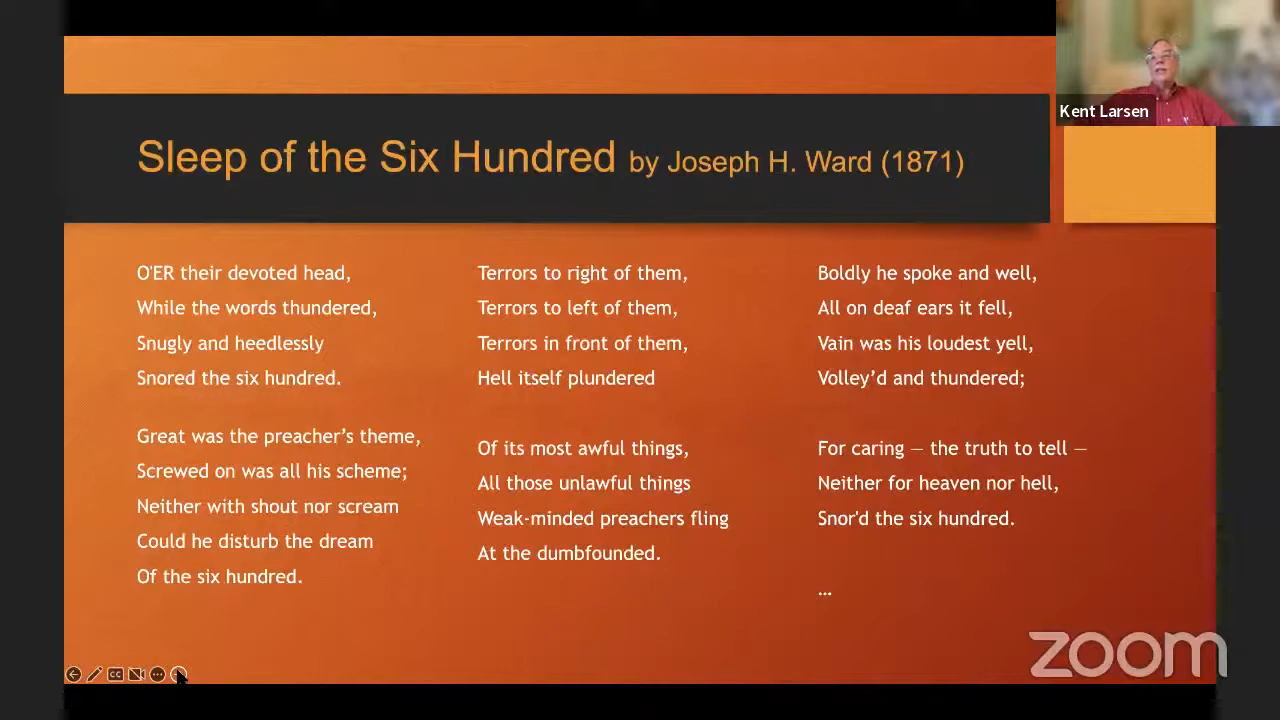 Kent Larsen
Sleep of the Six Hundred by Joseph H. Ward (1871)
O'ER their devoted head,
While the words thundered,
Snugly and heedlessly
Snored the six hundred.
Great was the preacher’s theme,
Screwed on was all his scheme;
Neither with shout nor scream
Could he disturb the dream
Of the six hundred.
Terrors to right of them,
Terrors to left of them,
Terrors in front of them,
Hell itself plundered
Of its most awful things,
All those unlawful things
Weak-minded preachers fling
At the dumbfounded.
Boldly he spoke and well,
All on deaf ears it fell,
Vain was his loudest yell,
Volley’d and thundered;
For caring — the truth to tell —
Neither for heaven nor hell,
Snor'd the six hundred.
...
CC
zoom